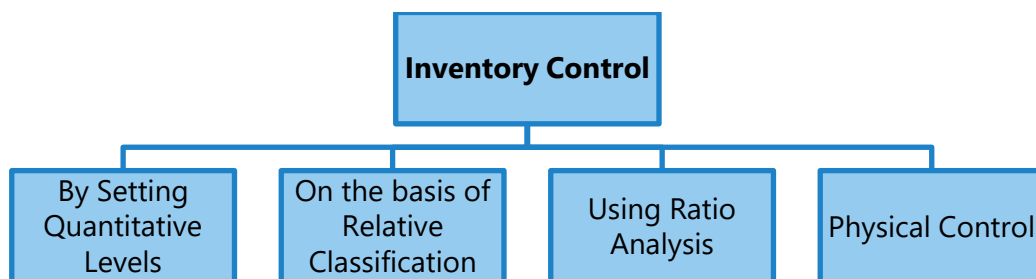 Inventory Control
By Setting
Quantitative
Levels
On the basis of
Relative
Classification
Using Ratio
Analysis
Physical Control